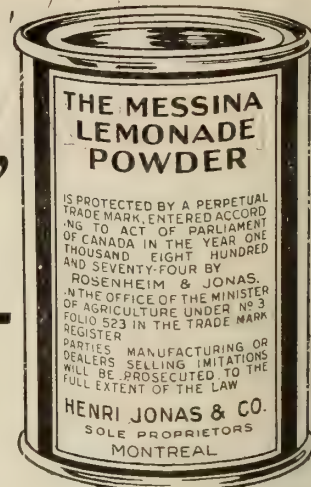 THE MESSINA
LEMONADE
POWDER
IS PROTECTED BY A PERPETUAL
TRADE MARK, ENTERED ACCORD
ING TO ACT OF PARLIAMENT
OF CANADA IN THE YEAR ONE
THOUSAND EIGHT HUNDRED
AND SEVENTY-FOUR BY
ROSENHEIM & JONAS.
IN THE OFFICE OF THE MINISTER
OF AGRICULTURE UNDER Nº 3
FOLIO 523 IN THE TRADE MARK
REGISTER
PARTIES MANUFACTURING OR
DEALERS SELLING IMITATIONS
WILL BE PROSECUTED TO THE
FULL EXTENT OF THE LAW
HENRI JONAS & CO.
SOLE PROPRIETORS
MONTREAL